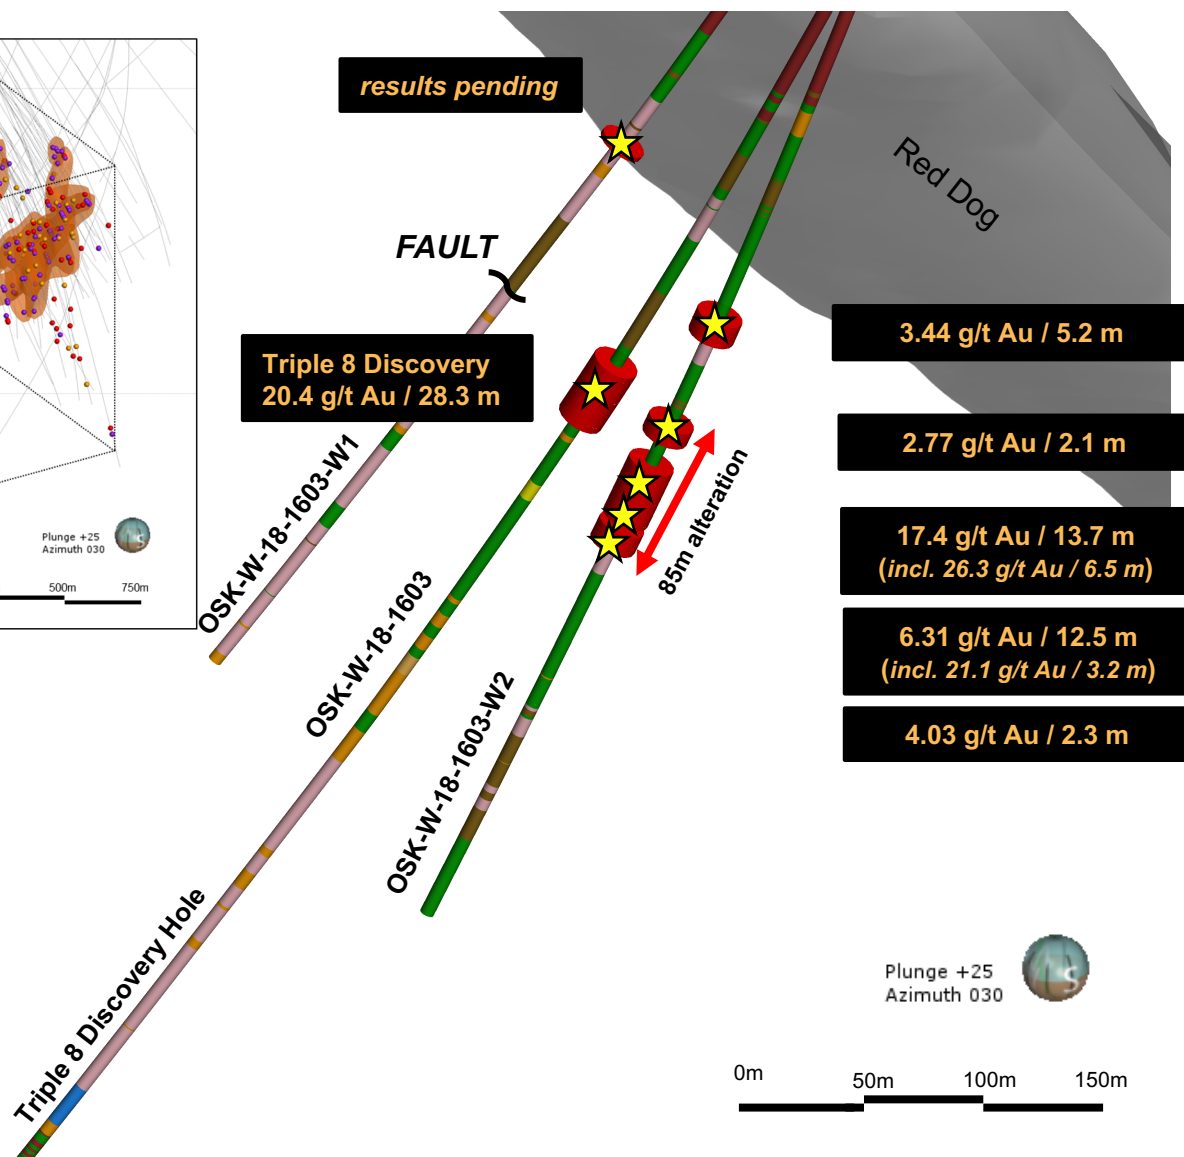 results pending
Red Dog
FAULT
Triple 8 Discovery
20.4 g/t Au / 28.3 m
3.44 g/t Au / 5.2 m
2.77 g/t Au / 2.1 m
17.4 g/t Au / 13.7 m
(incl. 26.3 g/t Au / 6.5 m)
6.31 g/t Au / 12.5 m
(incl. 21.1 g/t Au / 3.2 m)
4.03 g/t Au / 2.3 m
85m alteration
OSK-W-18-1603-W1
OSK-W-18-1603
OSK-W-18-1603-W2
Triple 8 Discovery Hole
Plunge +25
Azimuth 030
500m 750m
Plunge +25
Azimuth 030
S
0m 50m 100m 150m